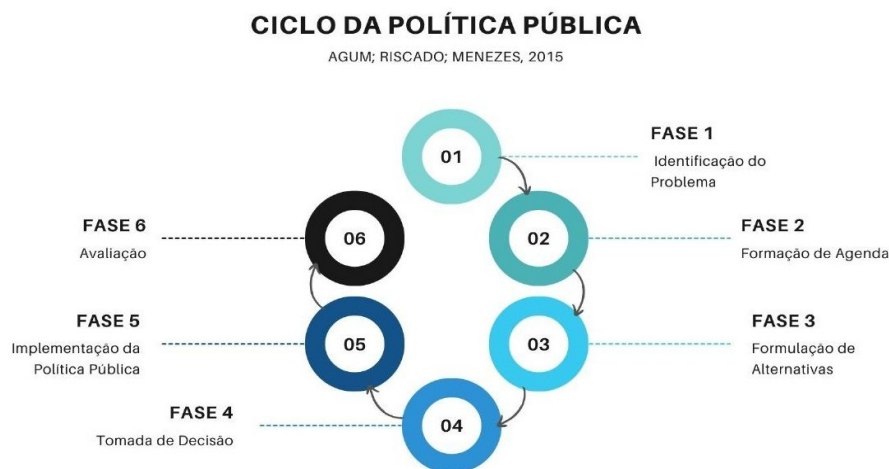 CICLO DA POLÍTICA PÚBLICA
AGUM; RISCADO; MENEZES, 2015
01
FASE 1
Identificação do
Problema
02
FASE 2
Formação de Agenda
03
FASE 3
Formulação de
Alternativas
04
FASE 4
Tomada de Decisão
05
FASE 5
Implementação da
Política Pública
06
FASE 6
Avaliação